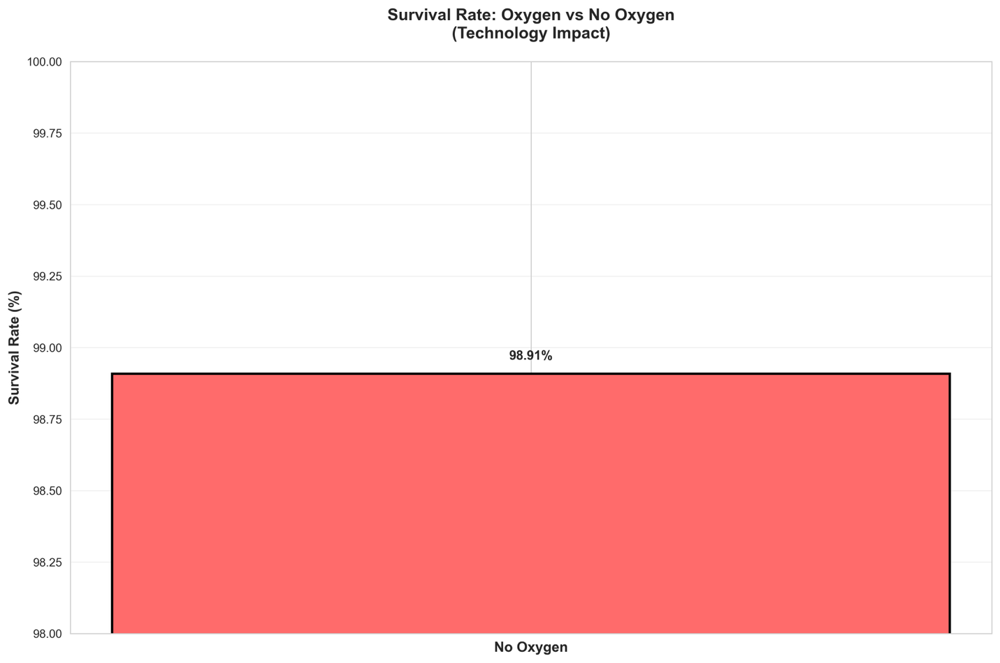 Survival Rate: Oxygen vs No Oxygen
(Technology Impact)
100.00
99.75
99.50
99.25
99.00
98.75
98.50
98.25
98.00
Survival Rate (%)
98.91%
No Oxygen